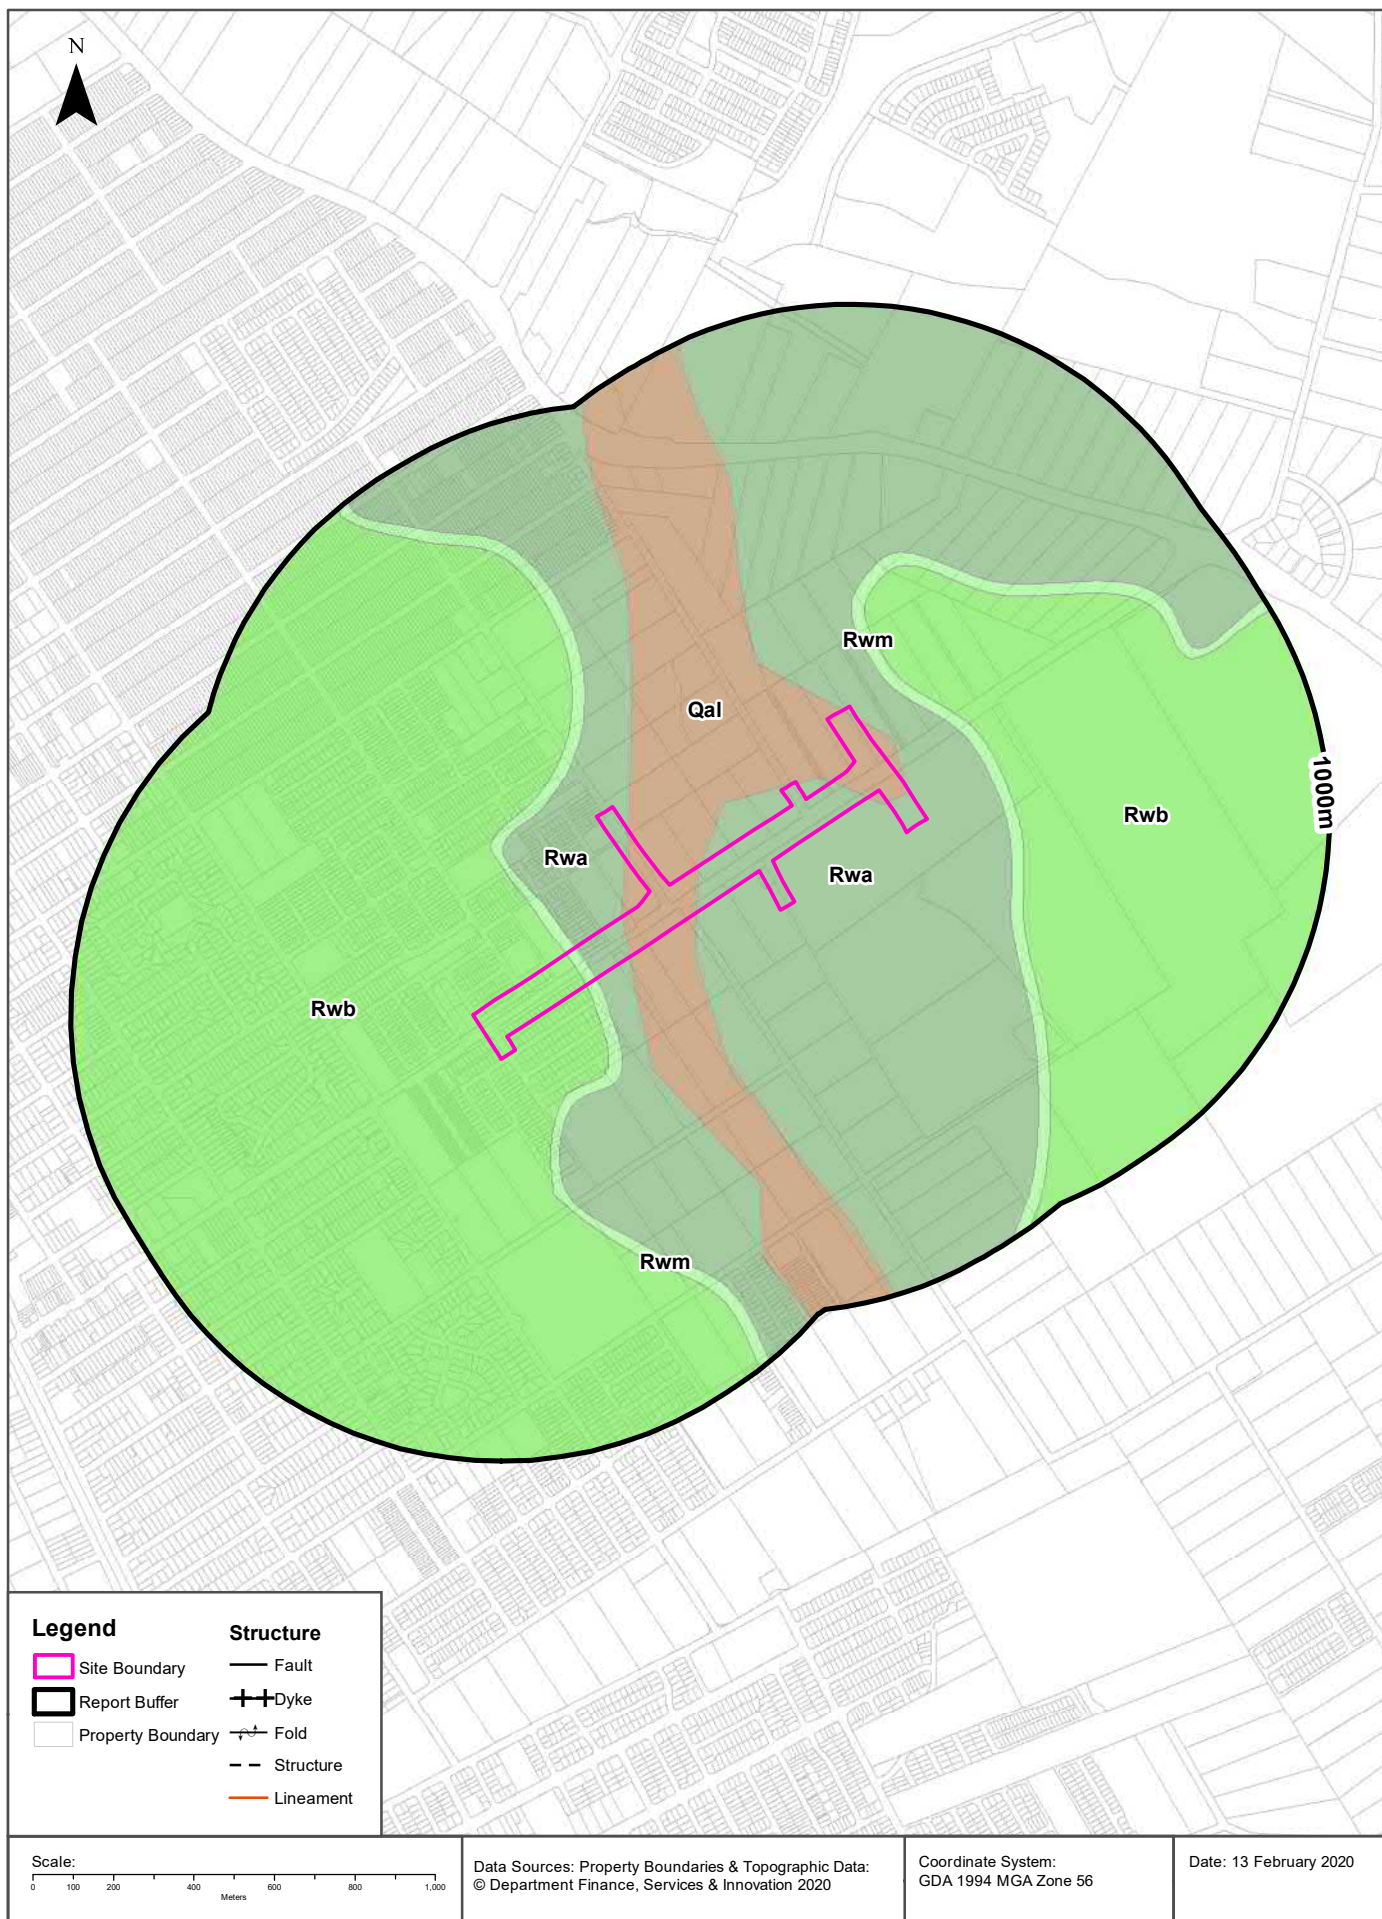 N
Rwm
Qal
1000m
Rwb
Rwa
Rwa
Rwb
Rwm
Legend
Site Boundary
Report Buffer
Property Boundary
Structure
Fault
Dyke
Fold
Structure
Lineament
Scale:
0 100 200 400 600 800 1,000
Meters
Data Sources: Property Boundaries & Topographic Data:
© Department Finance, Services & Innovation 2020
Coordinate System:
GDA 1994 MGA Zone 56
Date: 13 February 2020